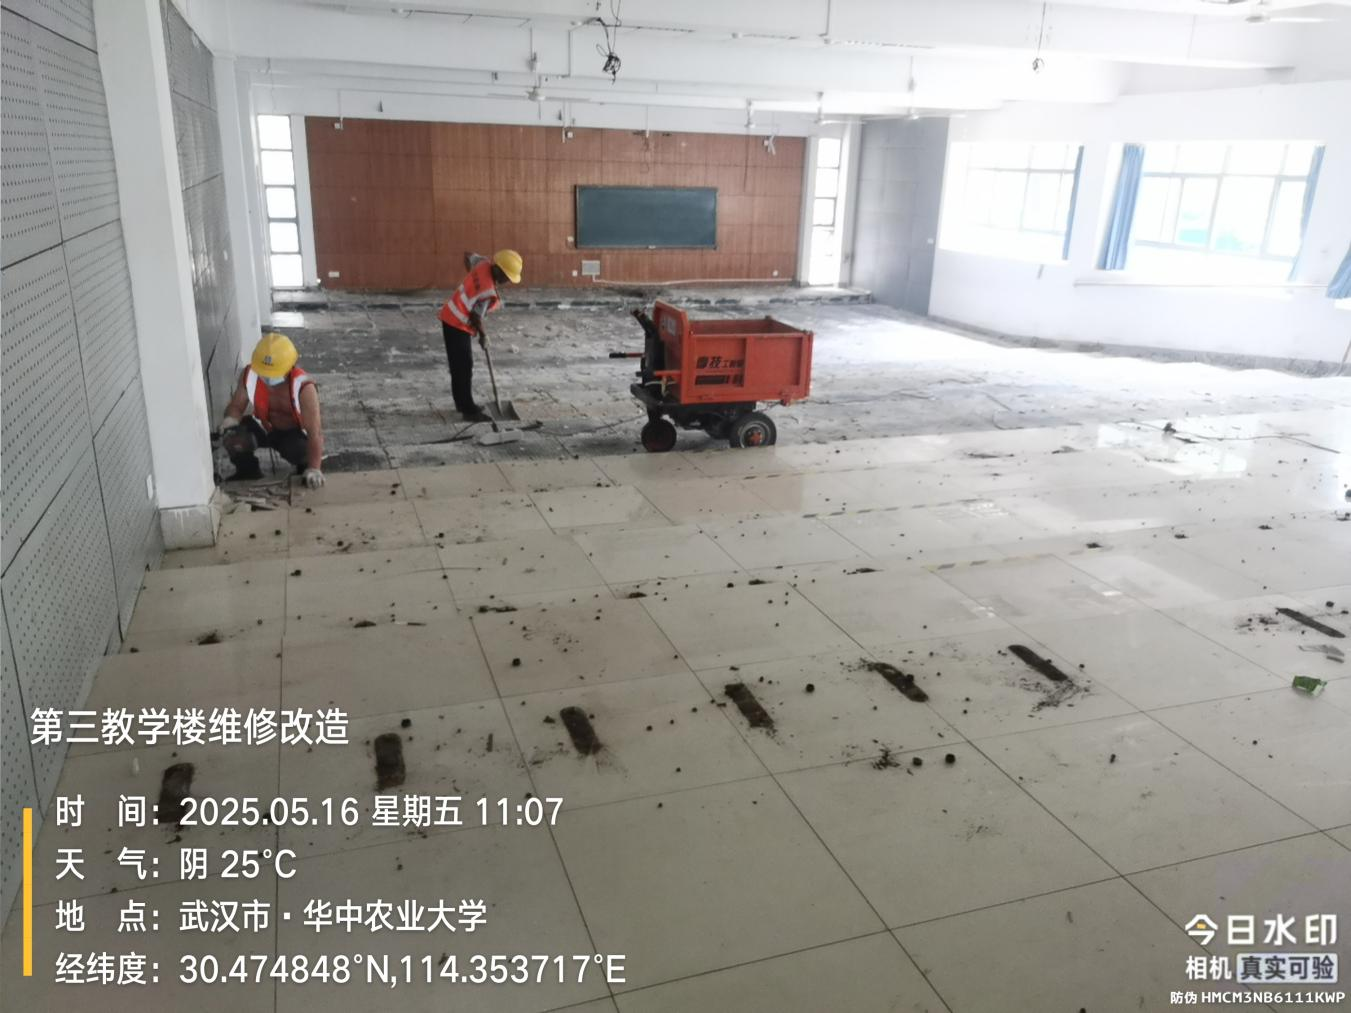 第三教学楼维修改造
时 间：2025.05.16 星期五 11:07
天 气：阴 25°C
地 点：武汉市·华中农业大学
经纬度：30.474848°N,114.353717°E
今日水印
相机 真实可验
防伪 HMCM3NB6111KWP